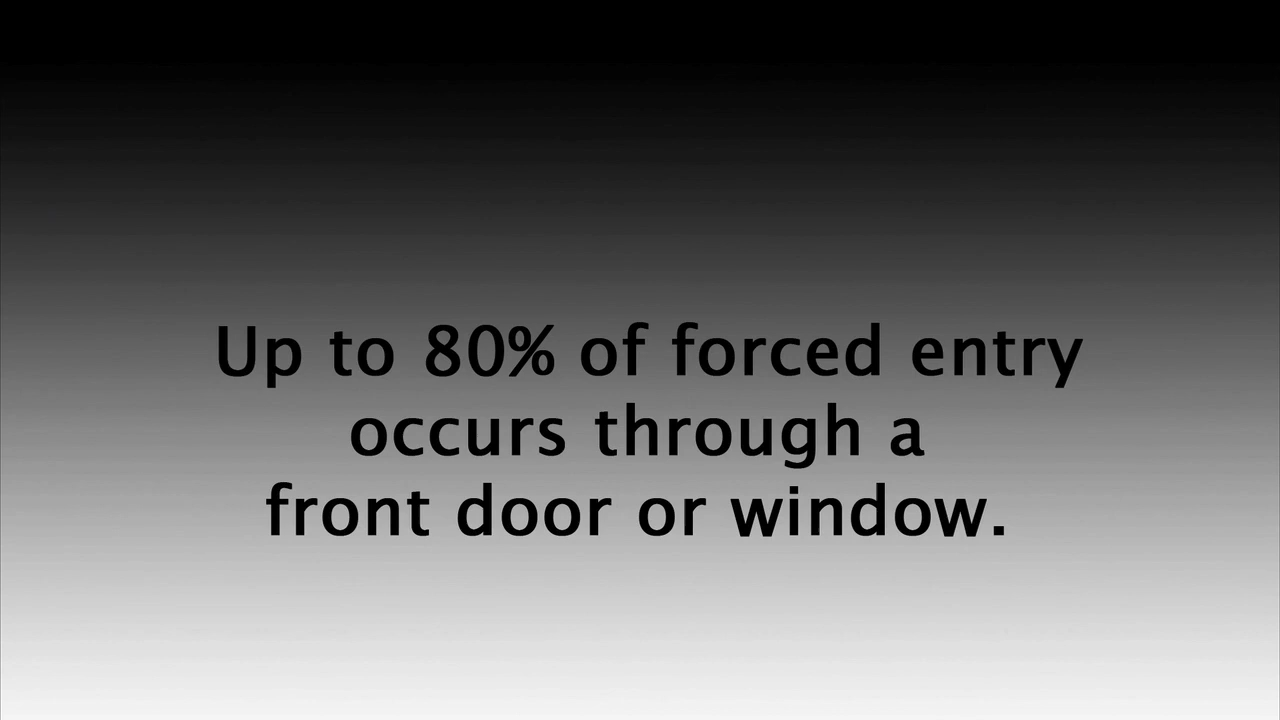 Up to 80% of forced entry
occurs through a
front door or window.